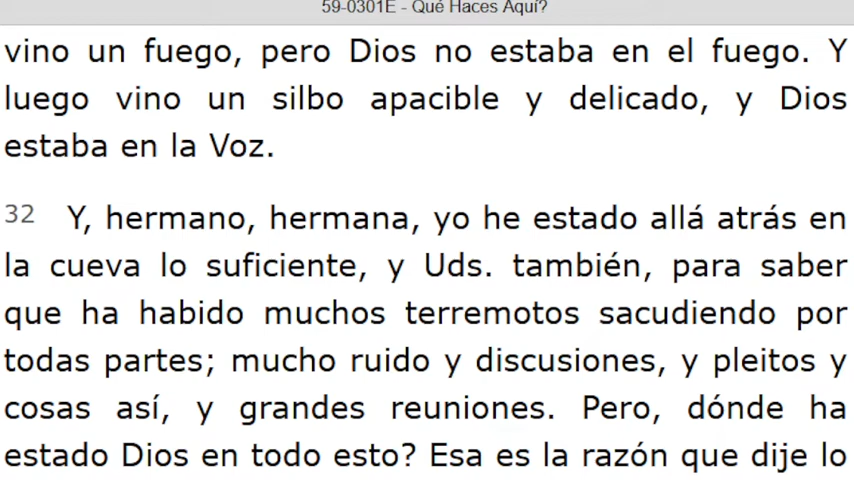 59-0301E - Qué Haces Aquí?
vino un fuego, pero Dios no estaba en el fuego. Y
luego vino un silbo apacible y delicado, y Dios
estaba en la Voz.
32 Y, hermano, hermana, yo he estado allá atrás en
la cueva lo suficiente, y Uds. también, para saber
que ha habido muchos terremotos sacudiendo por
todas partes; mucho ruido y discusiones, y pleitos y
cosas así, y grandes reuniones. Pero, dónde ha
estado Dios en todo esto? Esa es la razón que dije lo